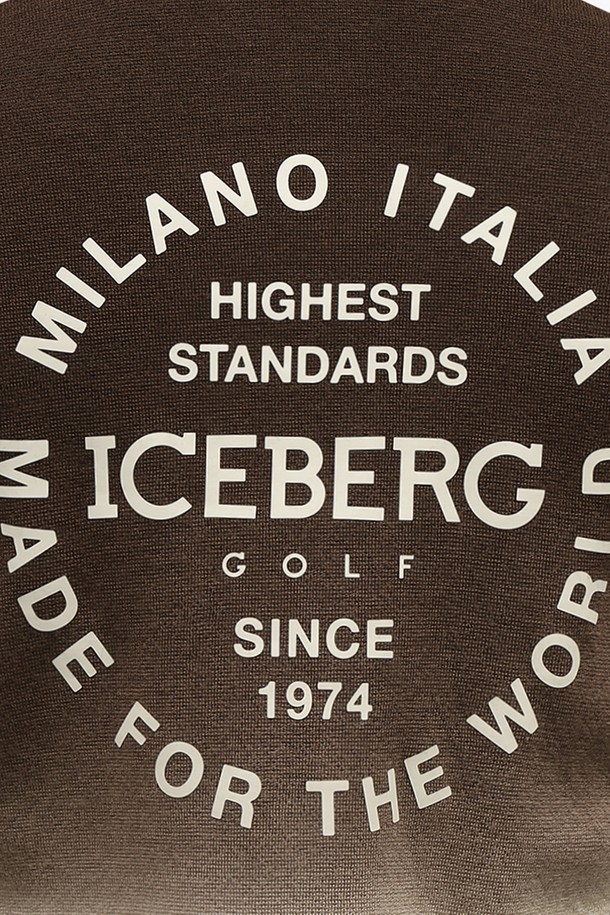 MILANO ITALIA
HIGHEST
STANDARDS
ICEBERG
GOLF
SINCE
1974
MADE FOR THE WORLD